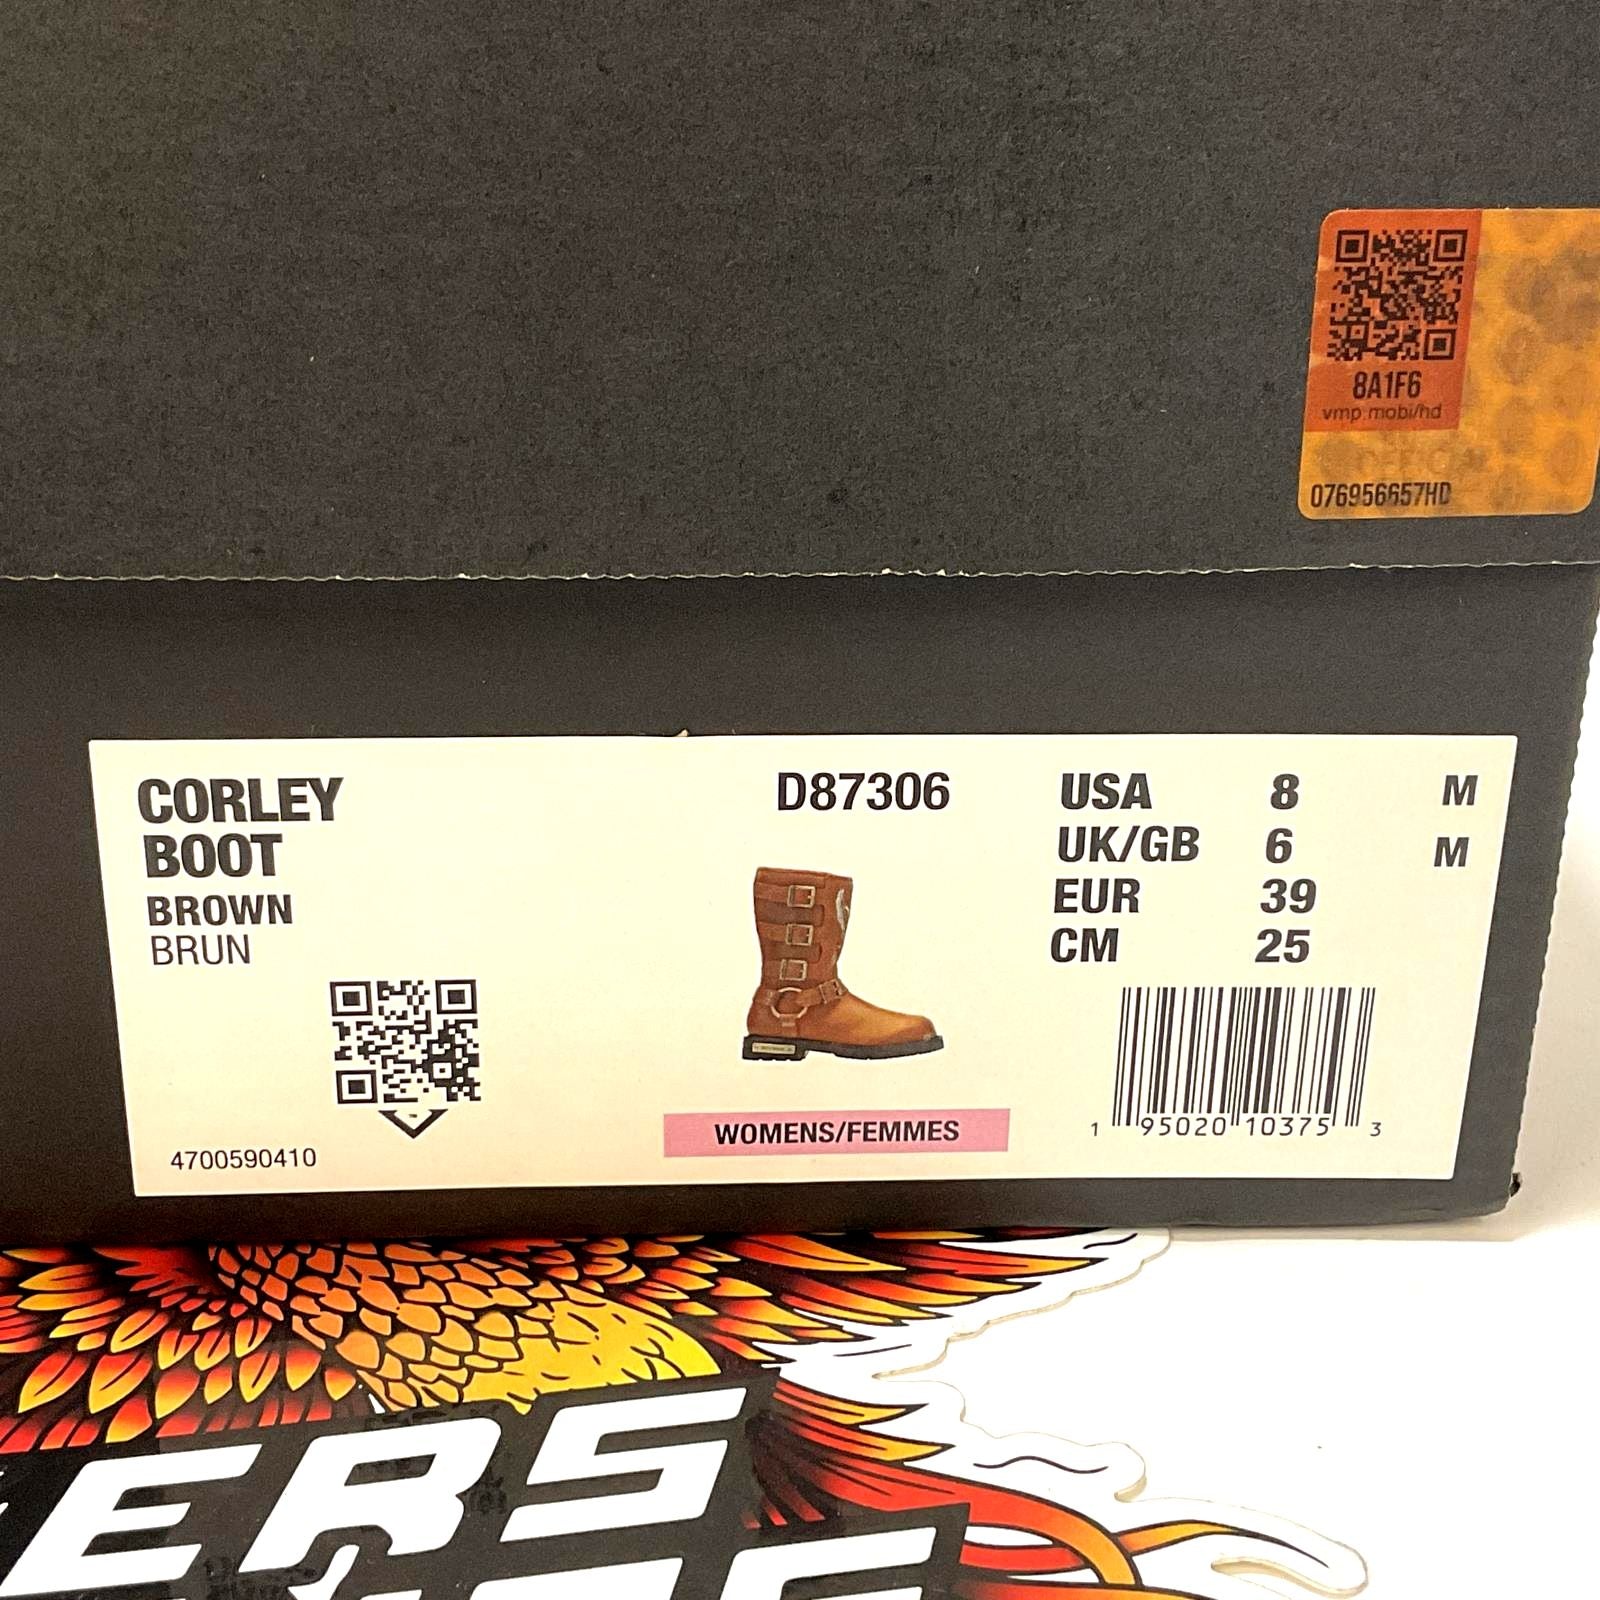 8A1F6
vmp.mobi/hd
076956657HD
CORLEY
BOOT
BROWN
BRUN
4700590410
D87306
WOMENS/FEMMES
USA 8 M
UK/GB 6 M
EUR 39
CM 25
1 95020 10375 3
ERS